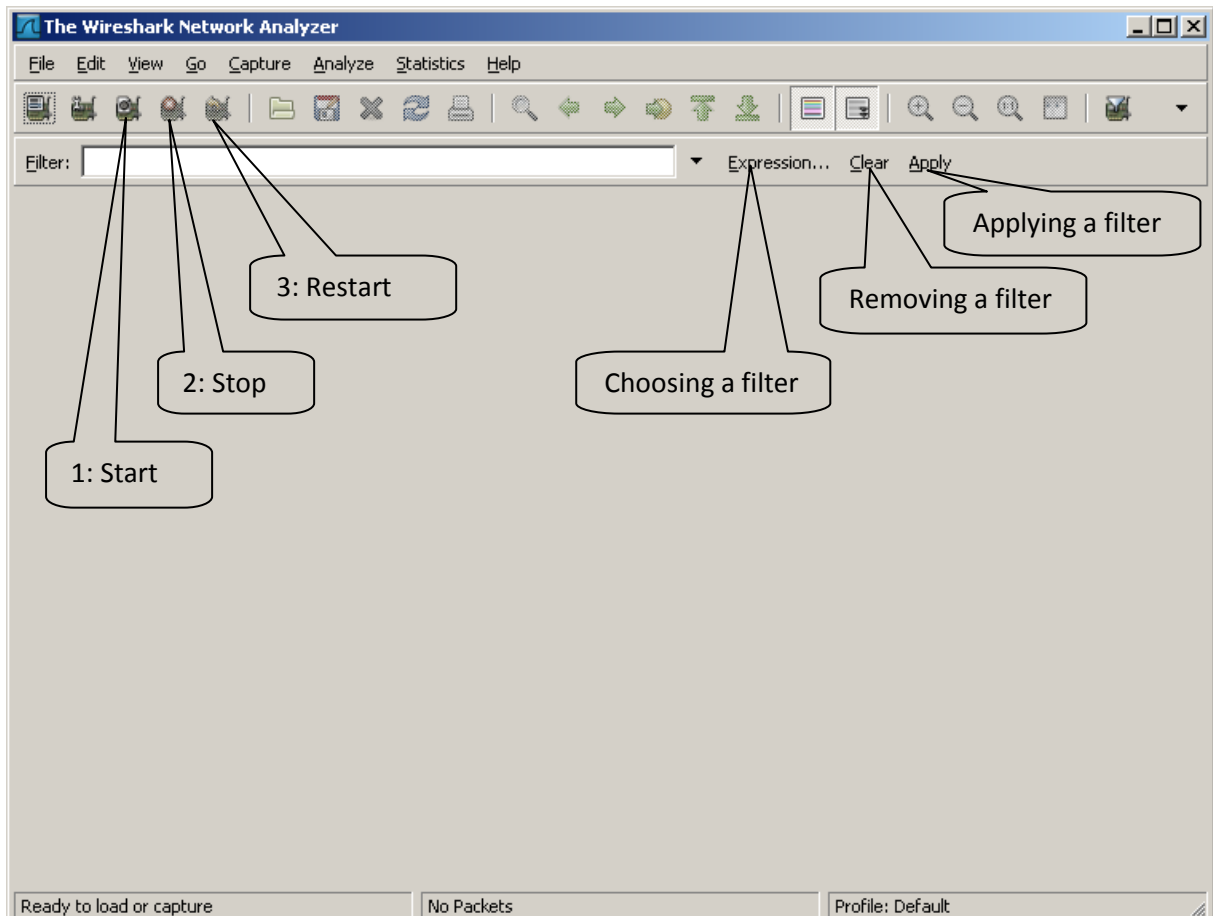 The Wireshark Network Analyzer
File Edit View Go Capture Analyze Statistics Help
Filter: Expression... Clear Apply
Applying a filter
3: Restart
Removing a filter
2: Stop
Choosing a filter
1: Start
Ready to load or capture No Packets Profile: Default